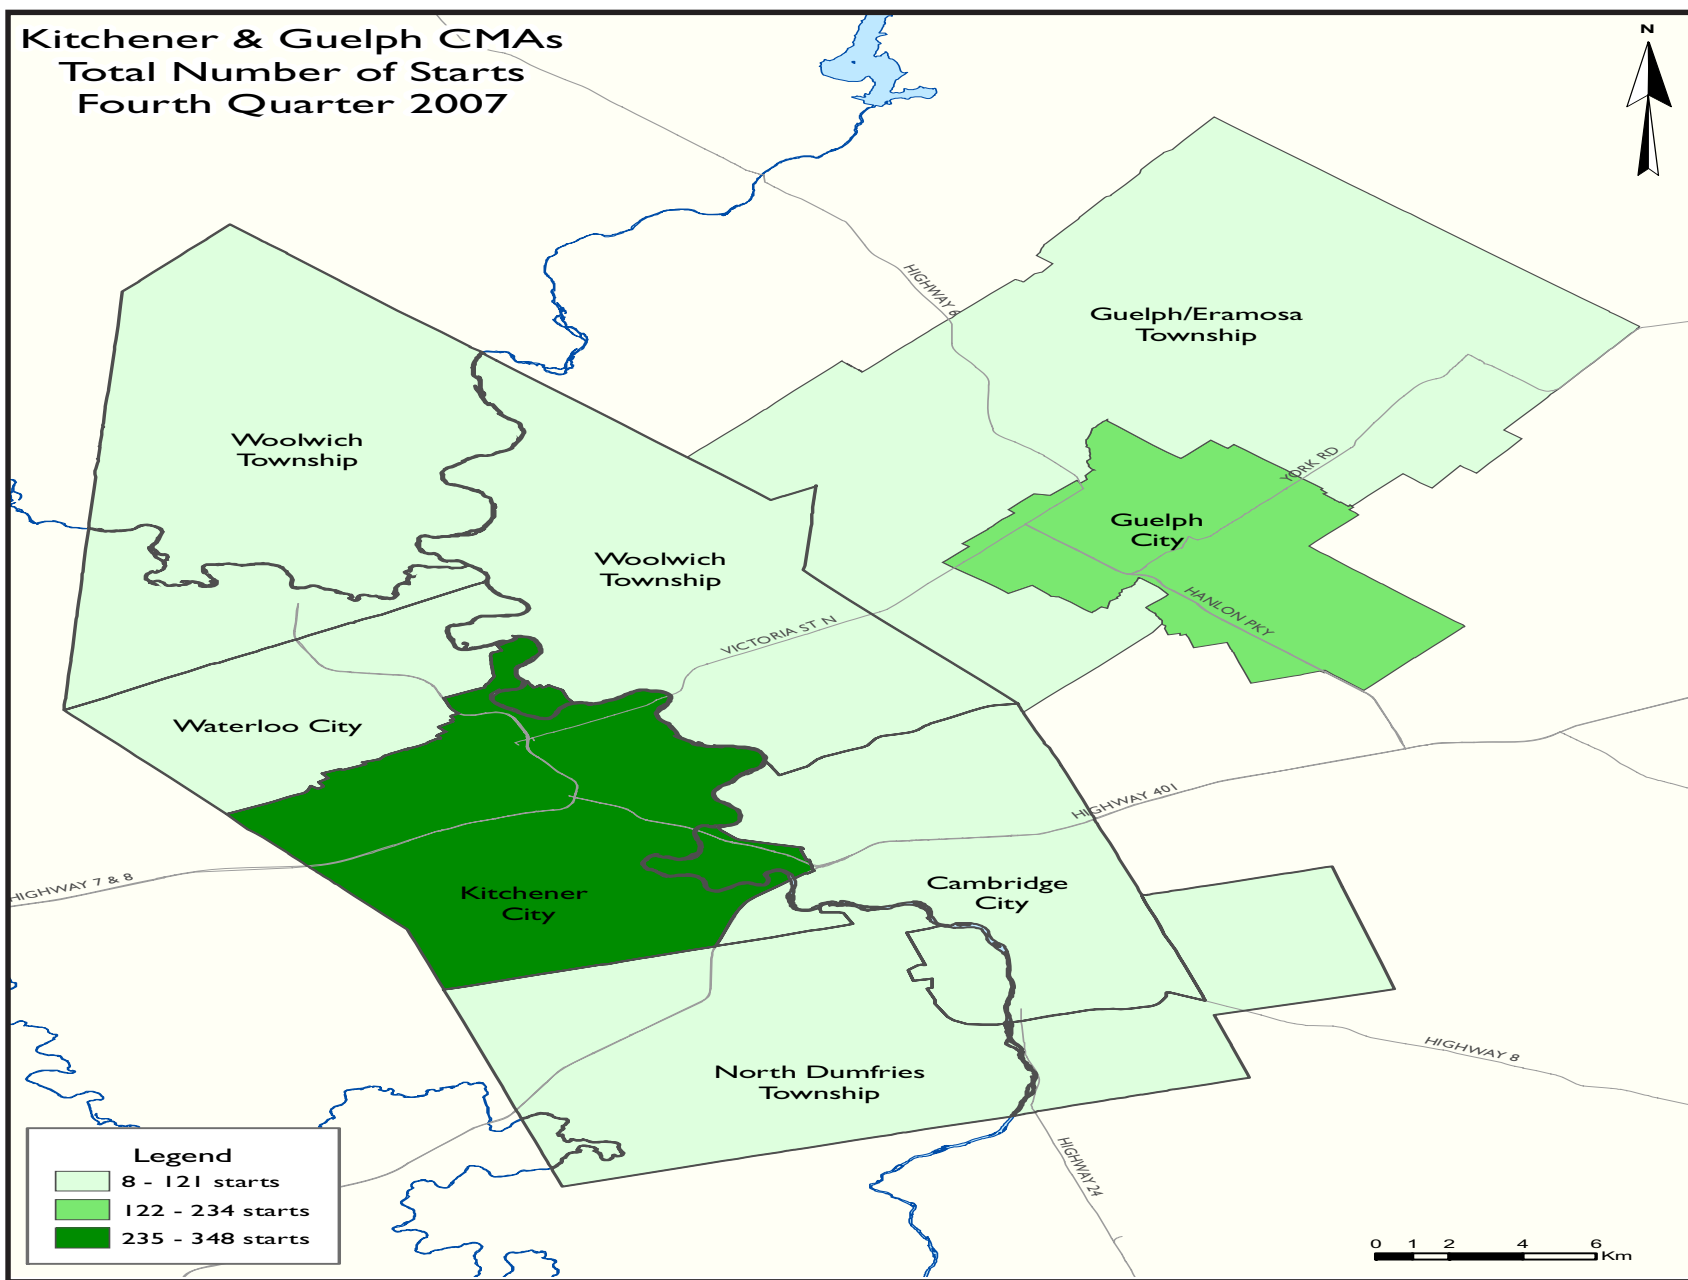 Kitchener & Guelph CMAs
Total Number of Starts
Fourth Quarter 2007
N
HIGHWAY 6
Guelph/Eramosa
Township
Woolwich
Township
YORK RD
Guelph
City
Woolwich
Township
HANLON PKY
VICTORIA ST N
Waterloo City
HIGHWAY 401
HIGHWAY 7 & 8
Kitchener
City
Cambridge
City
HIGHWAY 8
North Dumfries
Township
HIGHWAY 24
Legend
8 - 121 starts
122 - 234 starts
235 - 348 starts
0 1 2 4 6
Km